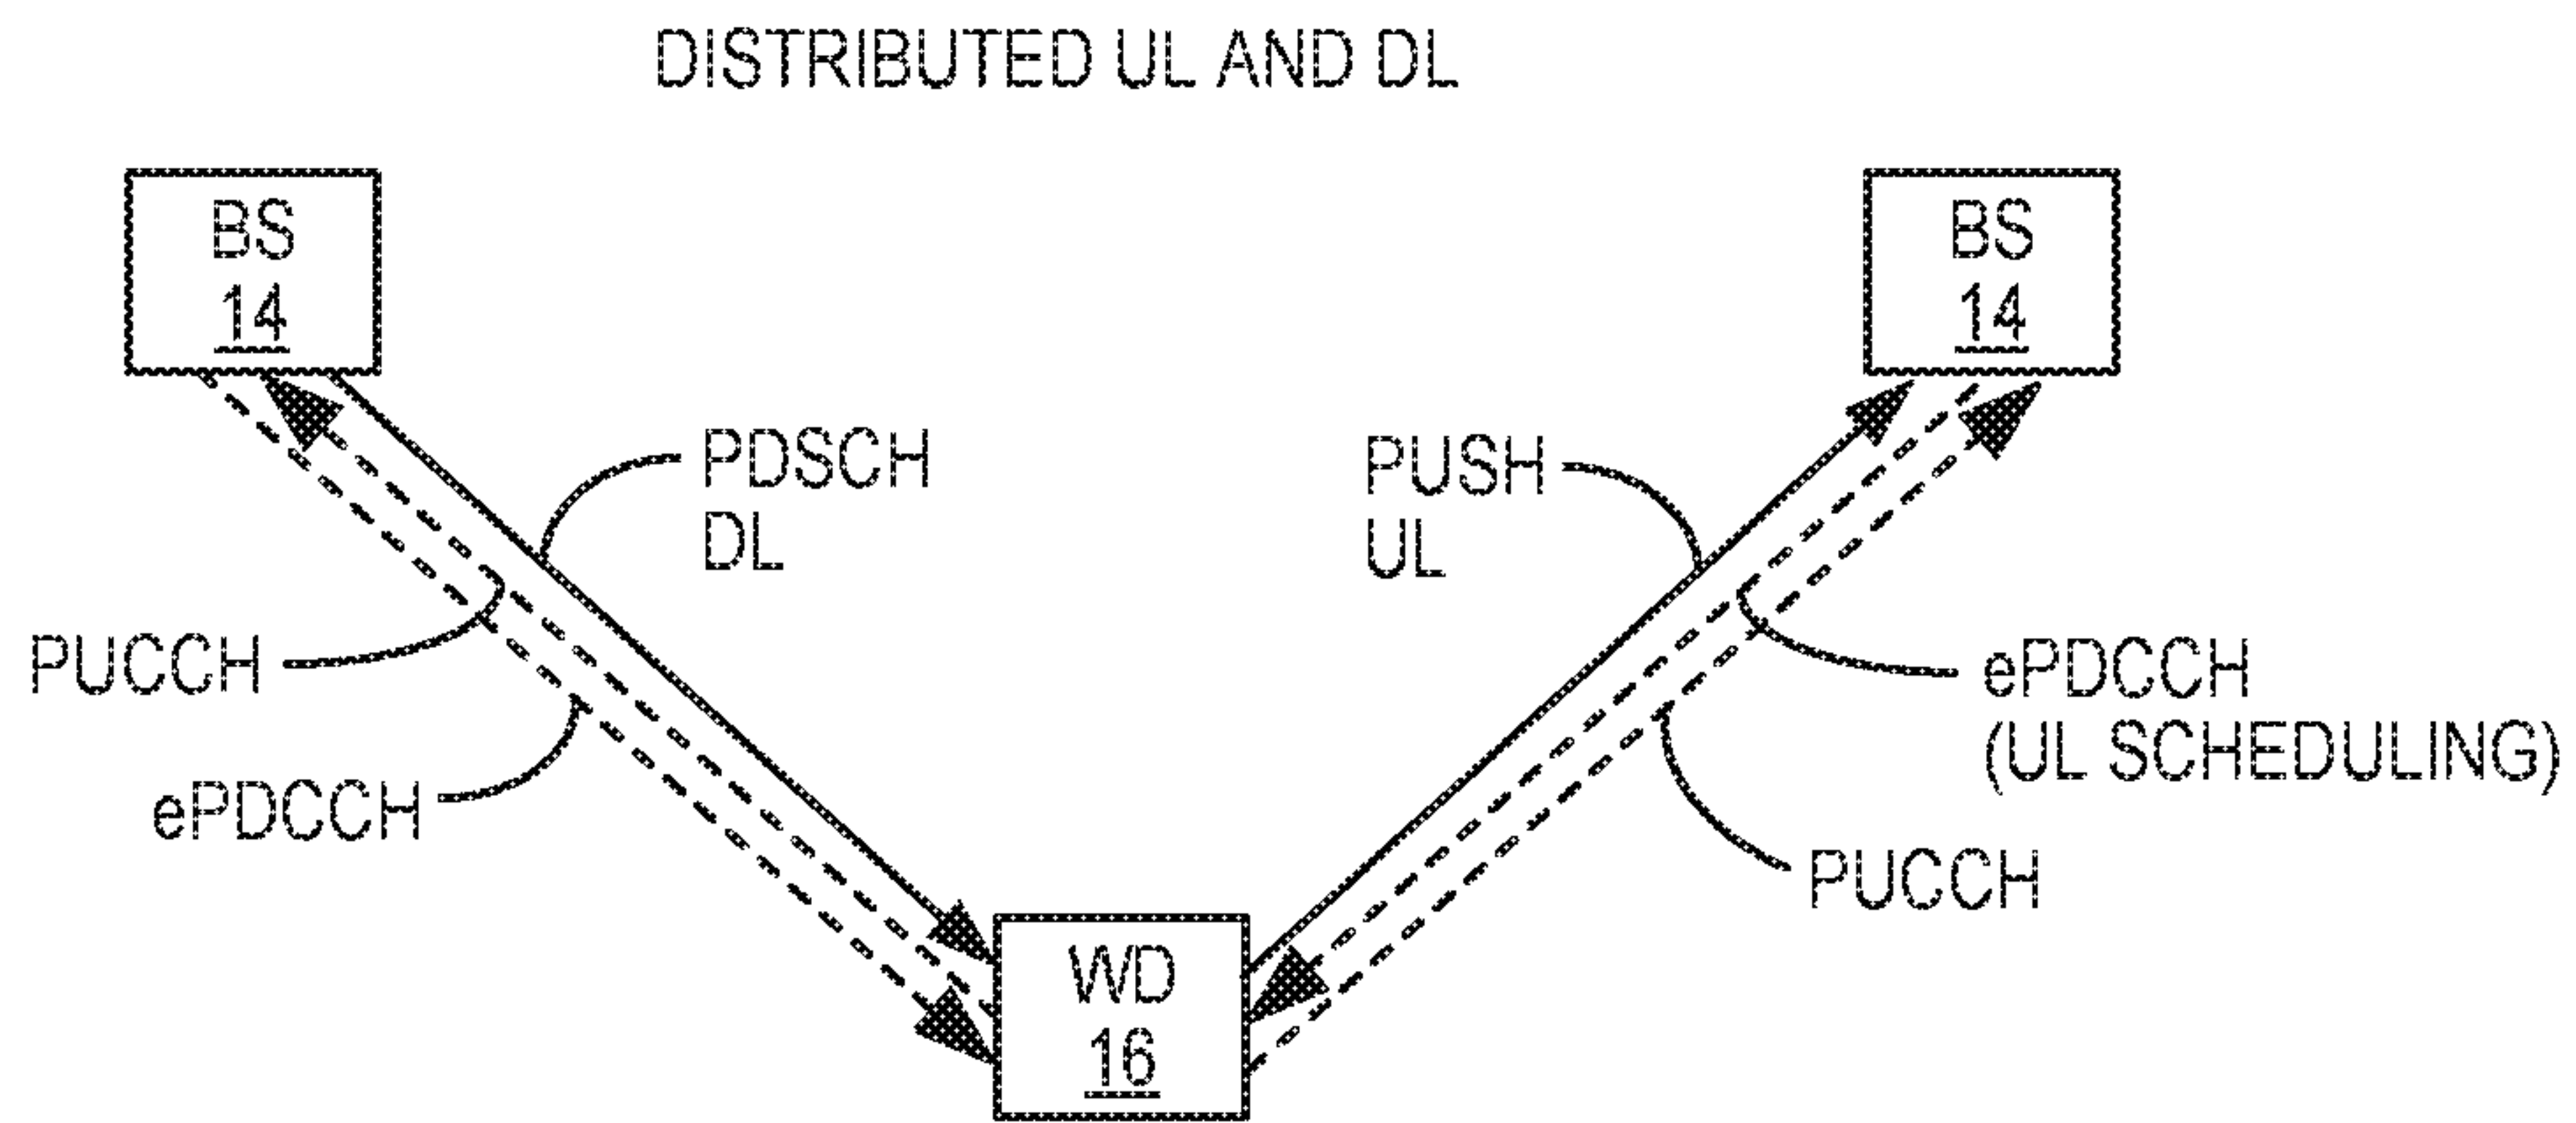 DISTRIBUTED UL AND DL
BS
14
BS
14
PDSCH
DL
PUSH
UL
PUCCH
ePDCCH
(UL SCHEDULING)
ePDCCH
PUCCH
WD
16